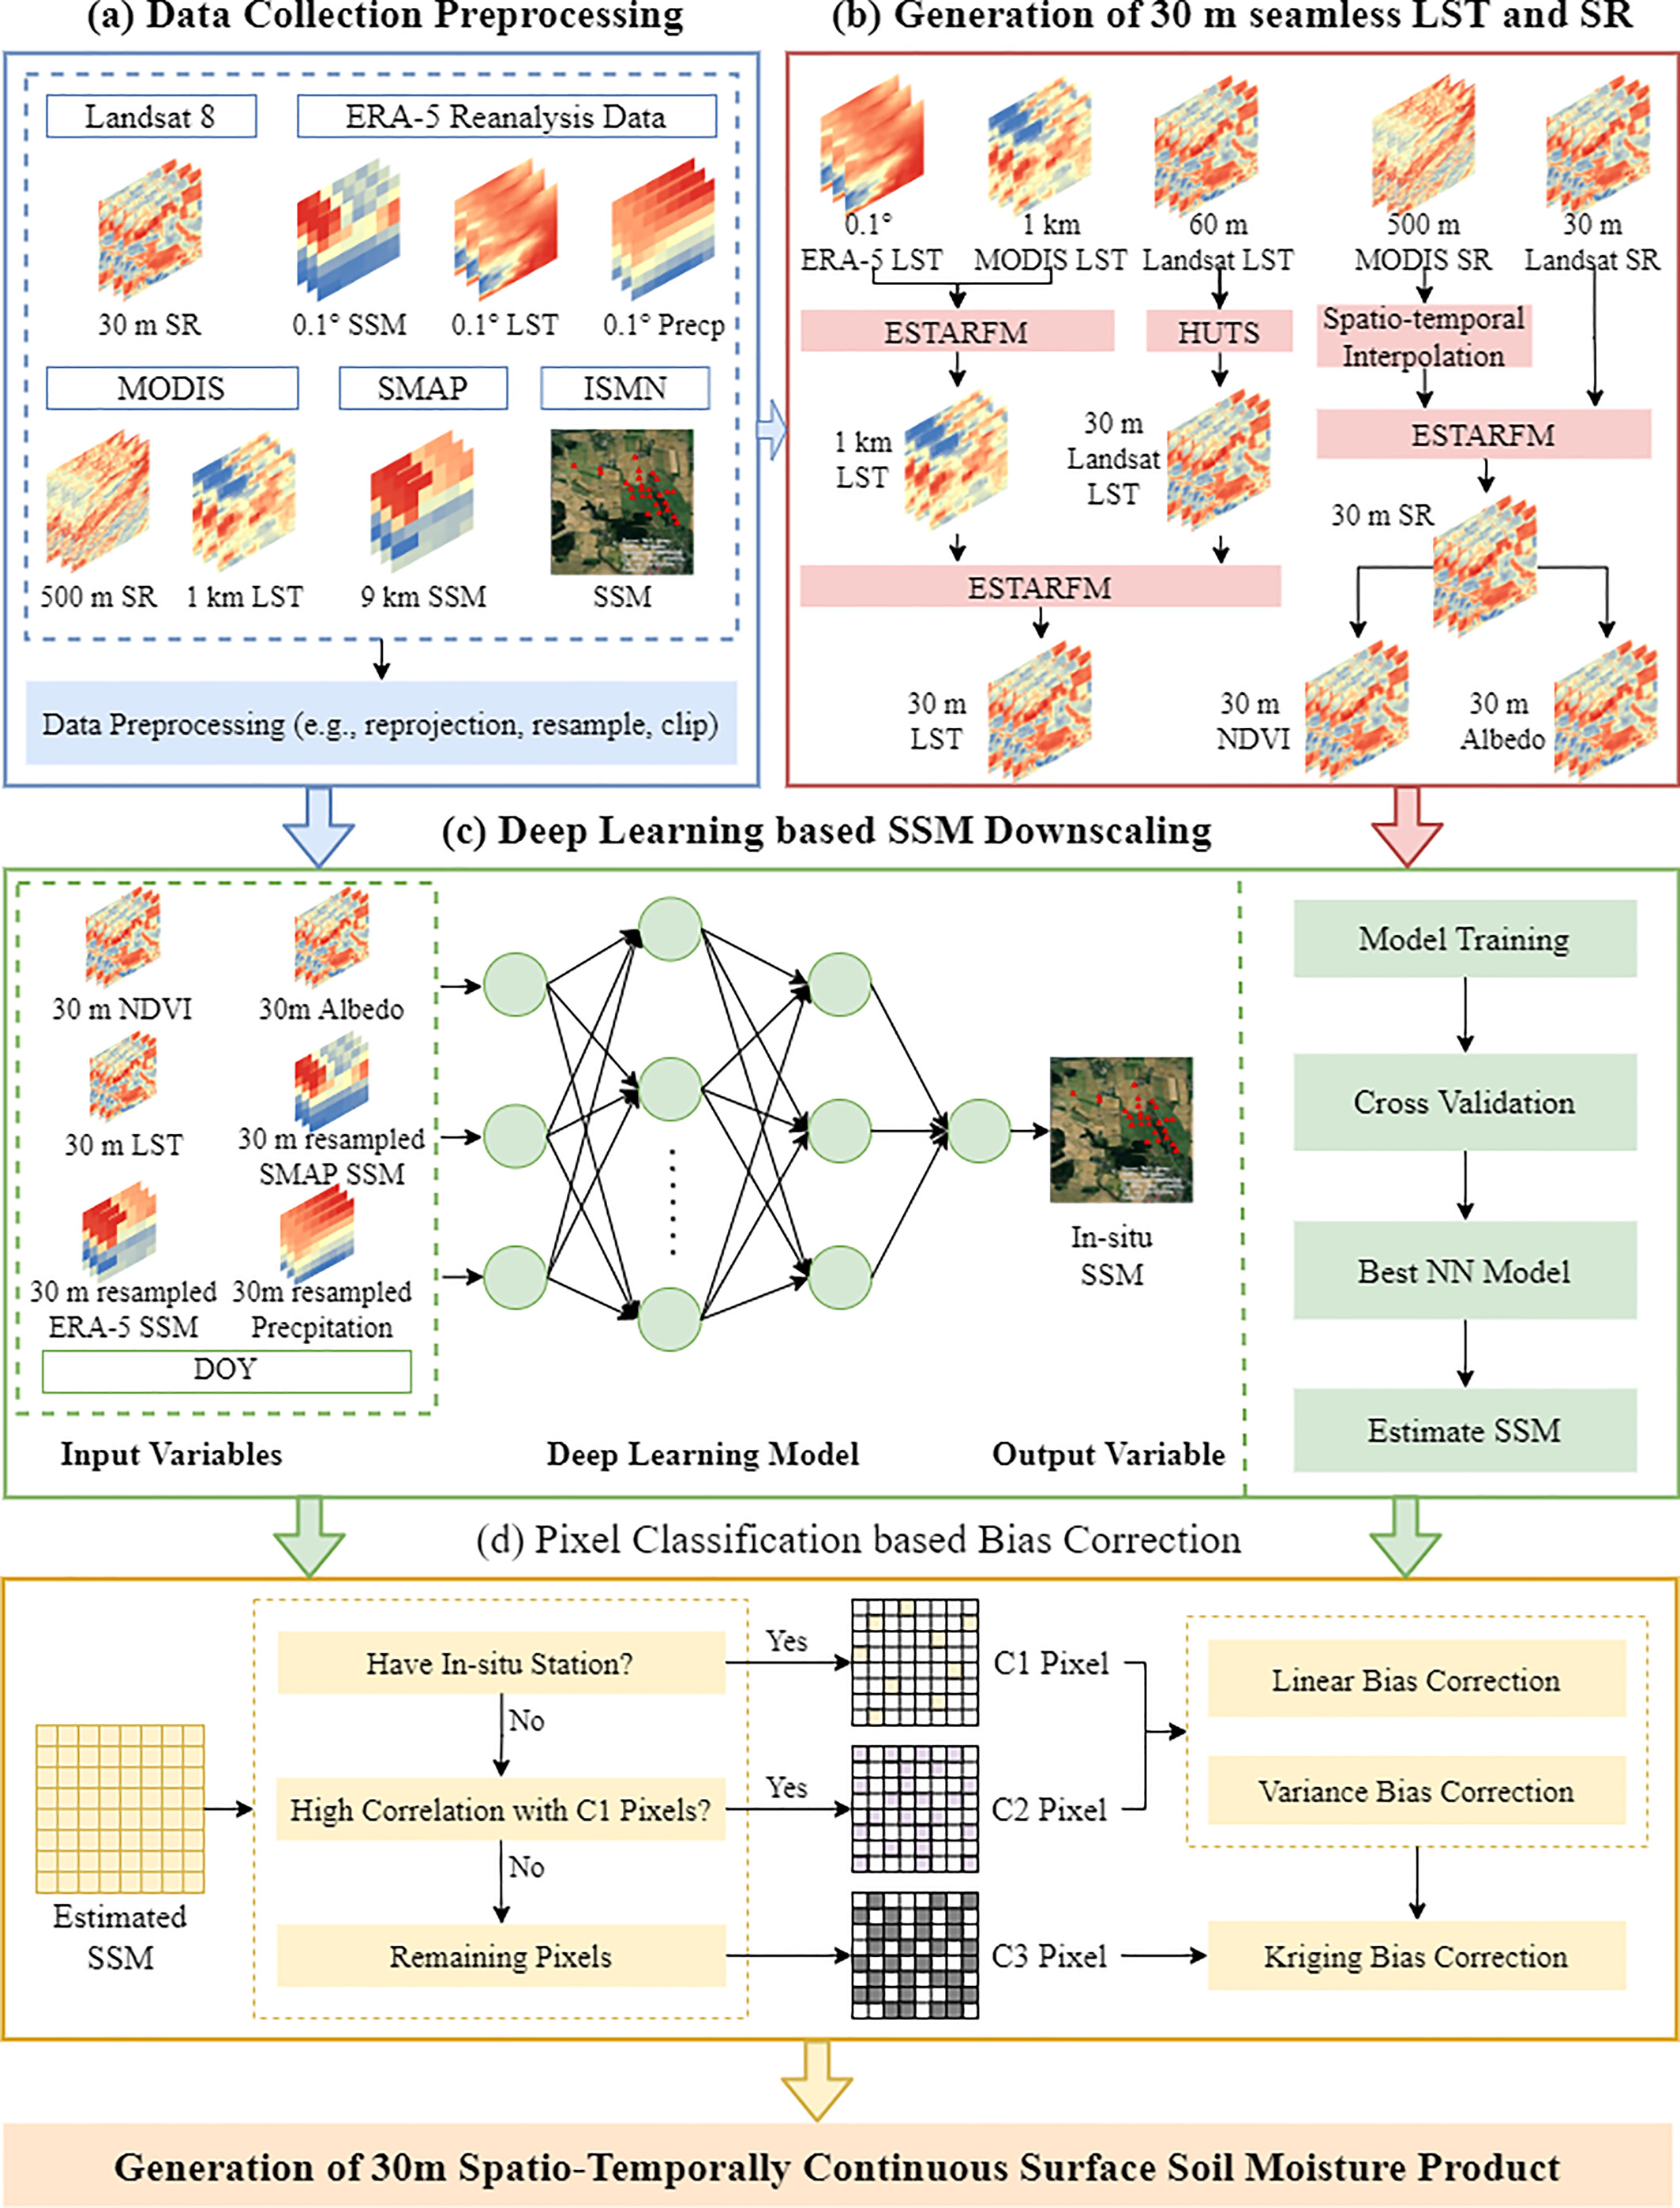 (a) Data Collection Preprocessing
Landsat 8
ERA-5 Reanalysis Data
30 m SR
0.1° SSM
0.1° LST
0.1° Precp
MODIS
SMAP
ISMN
500 m SR
1 km LST
9 km SSM
SSM
Data Preprocessing (e.g., reprojection, resample, clip)
(b) Generation of 30 m seamless LST and SR
0.1°
ERA-5 LST
1 km
MODIS LST
60 m
Landsat LST
500 m
MODIS SR
30 m
Landsat SR
ESTARFM
HUTS
Spatio-temporal
Interpolation
1 km
LST
30 m
Landsat
LST
ESTARFM
30 m SR
ESTARFM
30 m
LST
30 m
NDVI
30 m
Albedo
(c) Deep Learning based SSM Downscaling
30 m NDVI
30m Albedo
30 m LST
30 m resampled
SMAP SSM
30 m resampled
ERA-5 SSM
30m resampled
Precpitation
DOY
Input Variables
Deep Learning Model
In-situ
SSM
Output Variable
Model Training
Cross Validation
Best NN Model
Estimate SSM
(d) Pixel Classification based Bias Correction
Estimated
SSM
Have In-situ Station?
Yes
No
High Correlation with C1 Pixels?
Yes
No
Remaining Pixels
C1 Pixel
C2 Pixel
C3 Pixel
Linear Bias Correction
Variance Bias Correction
Kriging Bias Correction
Generation of 30m Spatio-Temporally Continuous Surface Soil Moisture Product